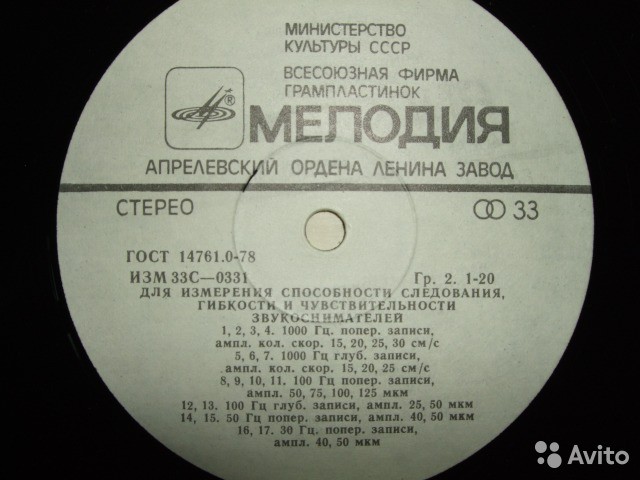 МИНИСТЕРСТВО
КУЛЬТУРЫ СССР
ВСЕСОЮЗНАЯ ФИРМА
ГРАМПЛАСТИНОК
®
МЕЛОДИЯ
АПРЕЛЕВСКИЙ ОРДЕНА ЛЕНИНА ЗАВОД
СТЕРЕО 33
ГОСТ 14761.0-78
ИЗМ 33С—0331 Гр. 2. 1-20
ДЛЯ ИЗМЕРЕНИЯ СПОСОБНОСТИ СЛЕДОВАНИЯ,
ГИБКОСТИ И ЧУВСТВИТЕЛЬНОСТИ
ЗВУКОСНИМАТЕЛЕЙ
1, 2, 3, 4. 1000 Гц. попер. записи,
ампл. кол. скор. 15, 20, 25, 30 см/с
5, 6, 7. 1000 Гц глуб. записи,
ампл. кол. скор. 15, 20, 25 см/с
8, 9, 10, 11. 100 Гц попер. записи,
ампл. 50, 75, 100, 125 мкм
12, 13. 100 Гц глуб. записи, ампл. 25, 50 мкм
14, 15. 50 Гц попер. записи, ампл. 40, 50 мкм
16, 17. 30 Гц. попер. записи,
ампл. 40, 50 мкм
Avito